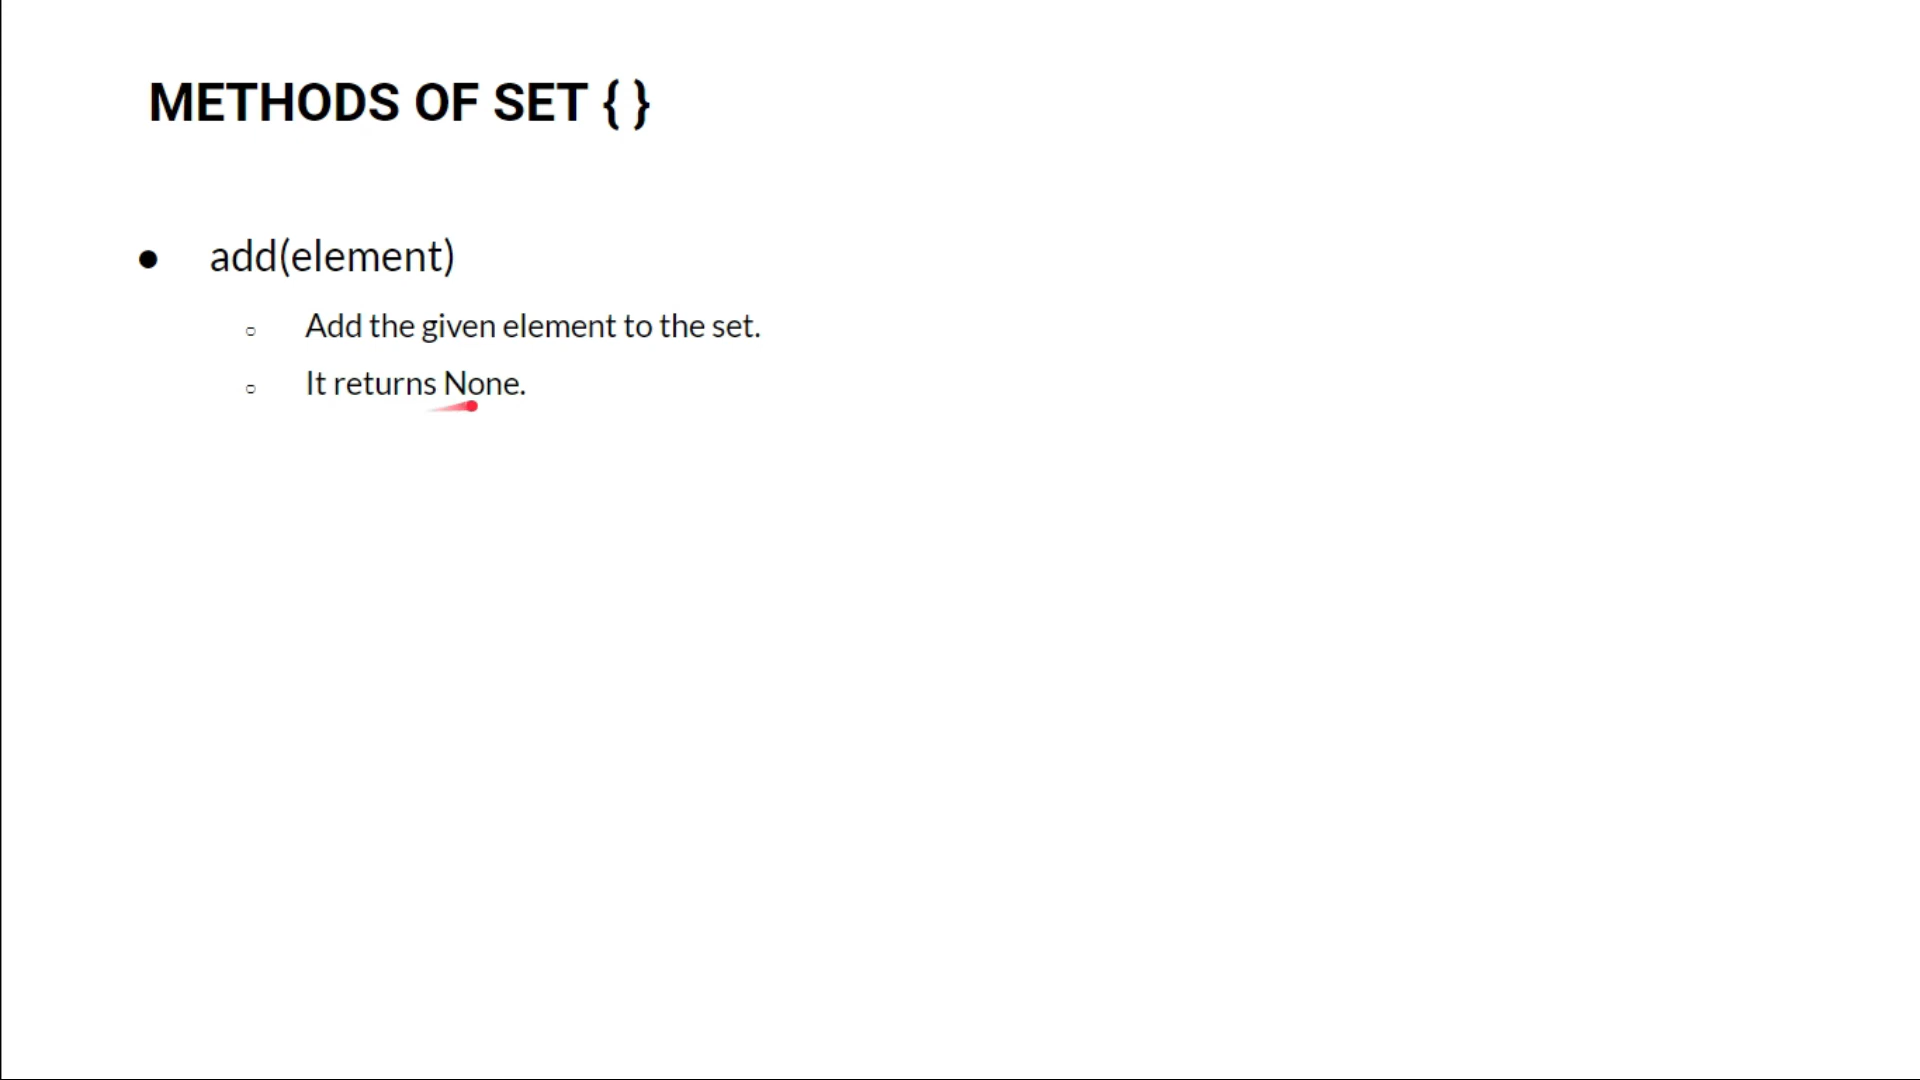 METHODS OF SET { }
● add(element)
○ Add the given element to the set.
○ It returns None.